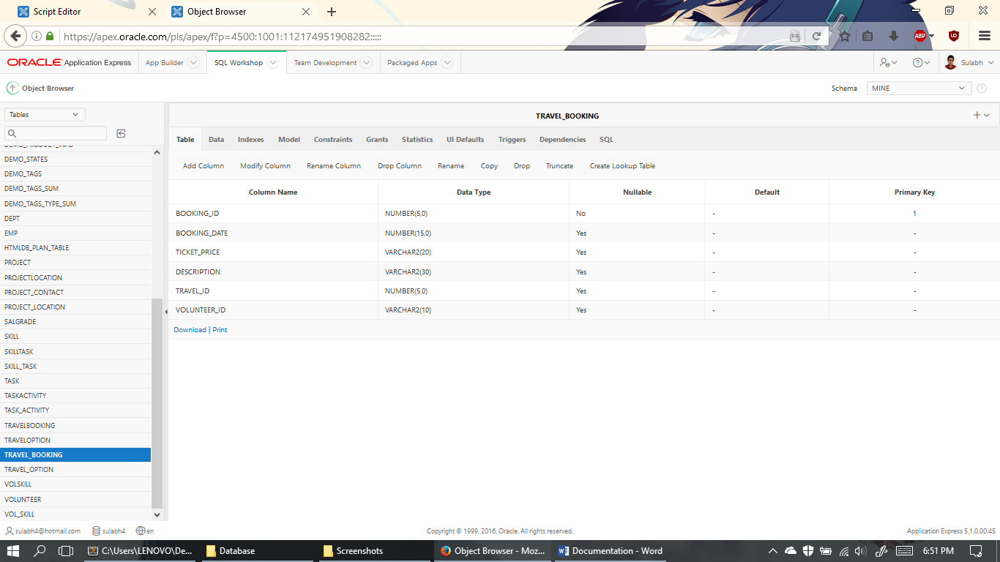 Script Editor
Object Browser
https://apex.oracle.com/pls/apex/f?p=4500:1001:112174951908282:::::
ABP
ORACLE Application Express
App Builder
SQL Workshop
Team Development
Packaged Apps
Sulabh
Object Browser
Schema
MINE
Tables
DEMO_PRODUCT_INFO
DEMO_STATES
DEMO_TAGS
DEMO_TAGS_SUM
DEMO_TAGS_TYPE_SUM
DEPT
EMP
HTMLDB_PLAN_TABLE
PROJECT
PROJECTLOCATION
PROJECT_CONTACT
PROJECT_LOCATION
SALGRADE
SKILL
SKILLTASK
SKILL_TASK
TASK
TASKACTIVITY
TASK_ACTIVITY
TRAVELBOOKING
TRAVELOPTION
TRAVEL_BOOKING
TRAVEL_OPTION
VOLSKILL
VOLUNTEER
VOL_SKILL
TRAVEL_BOOKING
Table Data Indexes Model Constraints Grants Statistics UI Defaults Triggers Dependencies SQL
Add Column Modify Column Rename Column Drop Column Rename Copy Drop Truncate Create Lookup Table
Column Name Data Type Nullable Default Primary Key
BOOKING_ID NUMBER(5,0) No - 1
BOOKING_DATE NUMBER(15,0) Yes - -
TICKET_PRICE VARCHAR2(20) Yes - -
DESCRIPTION VARCHAR2(30) Yes - -
TRAVEL_ID NUMBER(5,0) Yes - -
VOLUNTEER_ID VARCHAR2(10) Yes - -
Download | Print
sulabh4@hotmail.com sulabh4 en
Copyright © 1999, 2016, Oracle. All rights reserved.
Application Express 5.1.0.00.45
C:\Users\LENOVO\De...
Database
Screenshots
Object Browser - Moz...
Documentation - Word
6:51 PM